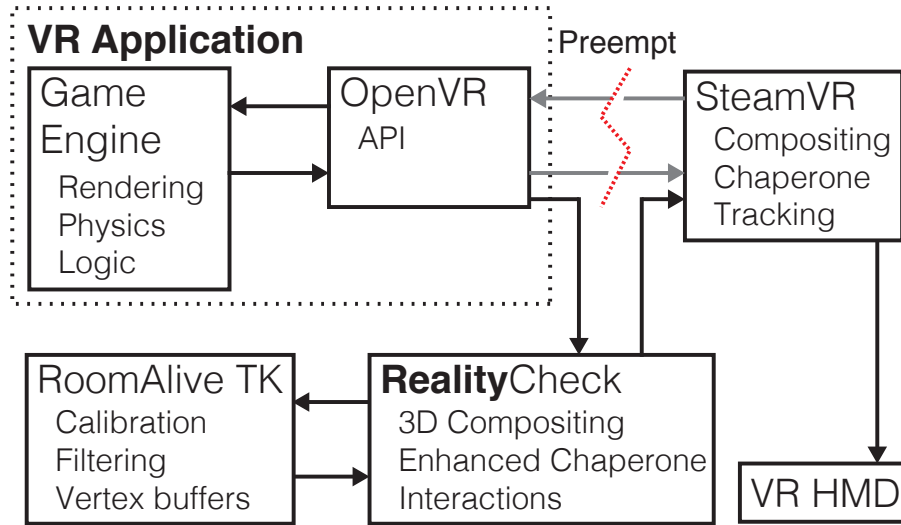 VR Application
Game
Engine
Rendering
Physics
Logic
OpenVR
API
Preempt
SteamVR
Compositing
Chaperone
Tracking
RoomAlive TK
Calibration
Filtering
Vertex buffers
RealityCheck
3D Compositing
Enhanced Chaperone
Interactions
VR HMD